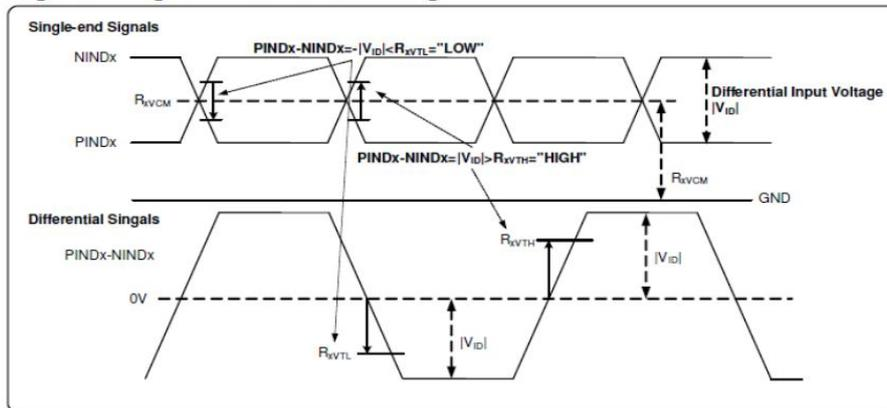 Single-end Signals
NINDx
PINDx-NINDx=-|VID|<RxVTL="LOW"
RxVCM
Differential Input Voltage
|VID|
PINDx
PINDx-NINDx=|VID|>RxVTH="HIGH"
RxVCM
GND
Differential Singals
PINDx-NINDx
RxVTH
|VID|
0V
|VID|
RxVTL